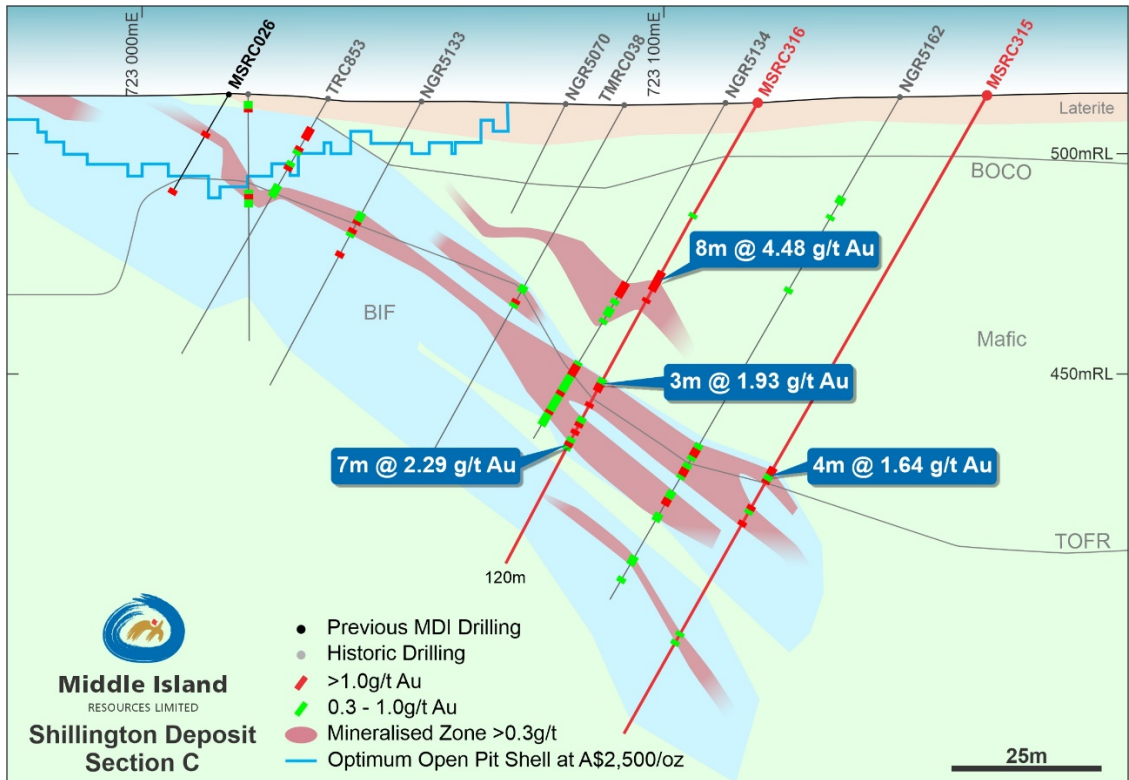 723 000mE
MSRC026
TRC853
NGR5133
NGR5070
TMRC038
723 100mE
NGR5134
MSRC316
NGR5162
MSRC315
Laterite
500mRL
BOCO
8m @ 4.48 g/t Au
BIF
Mafic
450mRL
3m @ 1.93 g/t Au
7m @ 2.29 g/t Au
4m @ 1.64 g/t Au
TOFR
120m
Middle Island
RESOURCES LIMITED
Shillington Deposit
Section C
Previous MDI Drilling
Historic Drilling
>1.0g/t Au
0.3 - 1.0g/t Au
Mineralised Zone >0.3g/t
Optimum Open Pit Shell at A$2,500/oz
25m